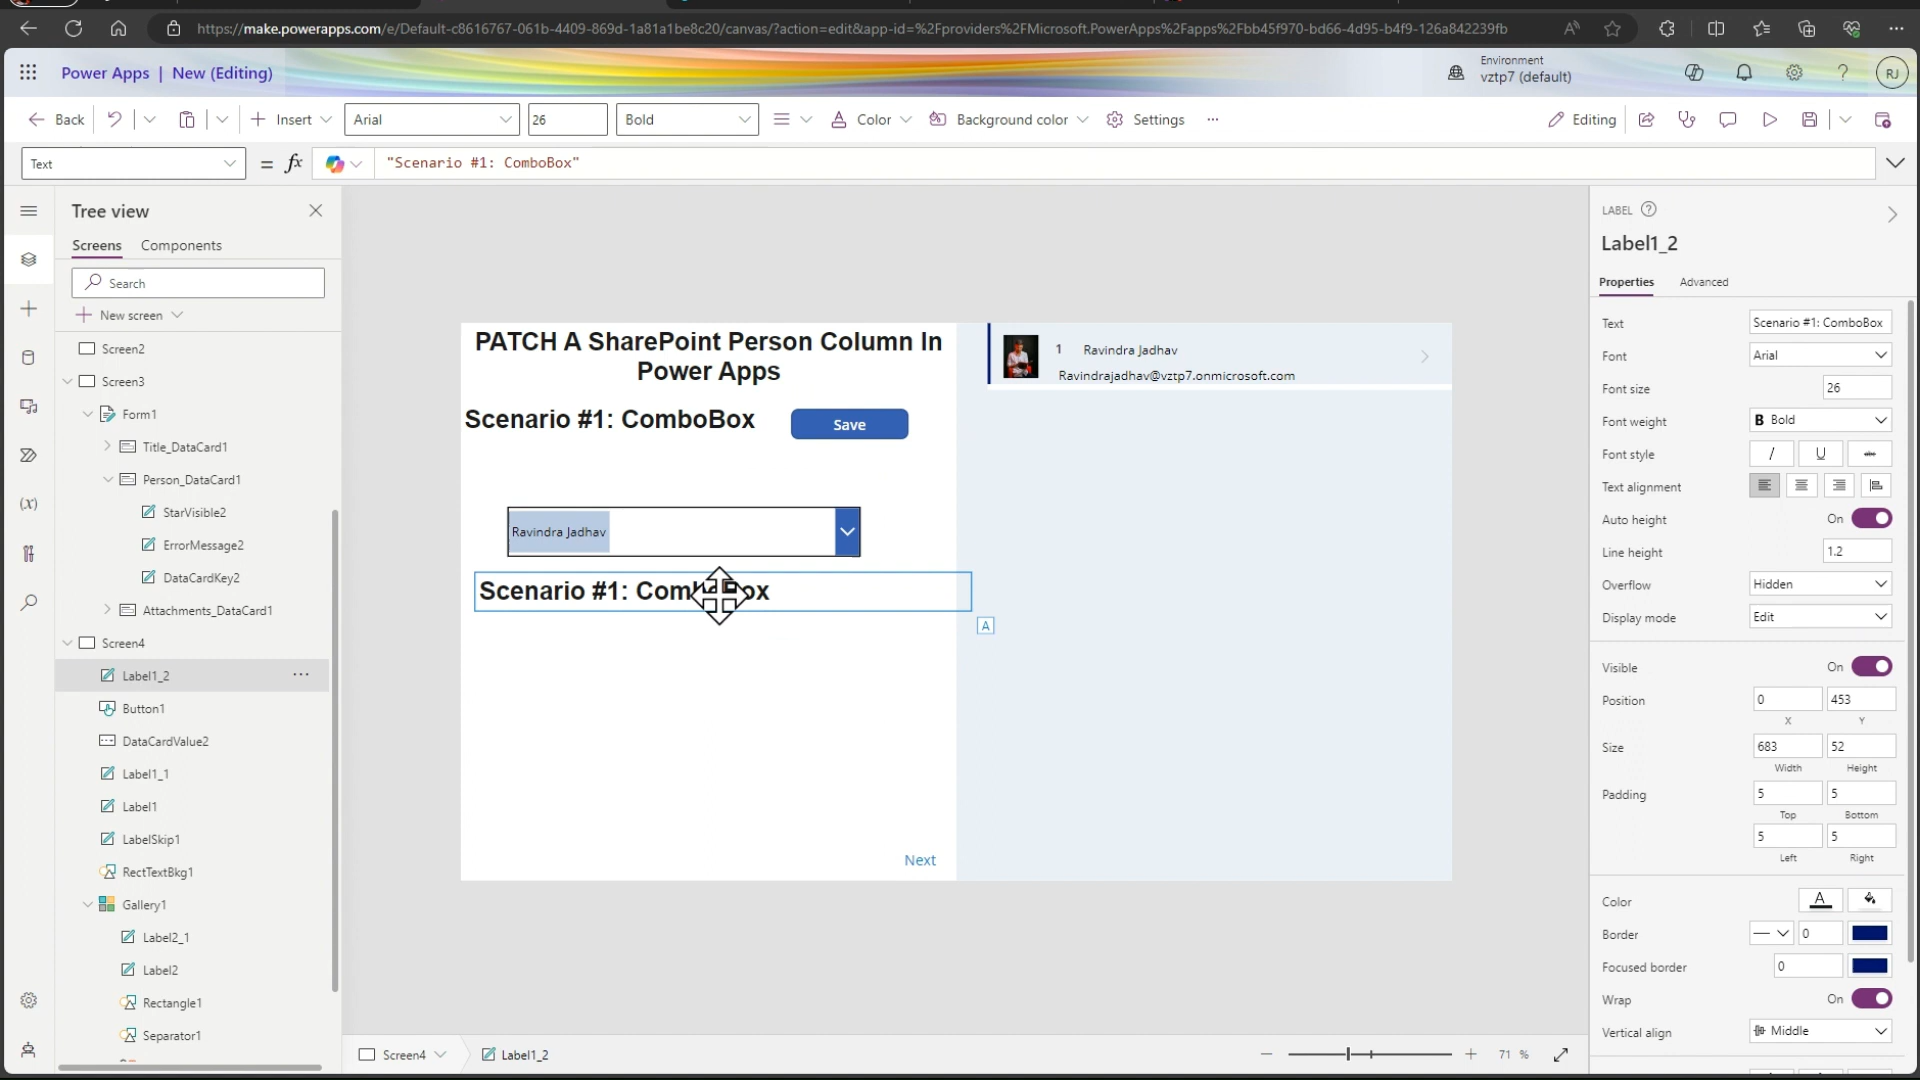 https://make.powerapps.com/e/Default-c8616767-061b-4409-869d-1a81a1be8c20/canvas/?action=edit&app-id=%2Fproviders%2FMicrosoft.PowerApps%2Fapps%2Fbb45f970-bd66-4d95-b4f9-126a842239fb
Power Apps | New (Editing)
Environment
vztp7 (default)
RJ
Back
Insert
Arial
26
Bold
Color
Background color
Settings
Editing
Text
= fx
"Scenario #1: ComboBox"
Tree view
Screens Components
Search
New screen
Screen2
Screen3
Form1
Title_DataCard1
Person_DataCard1
StarVisible2
ErrorMessage2
DataCardKey2
Attachments_DataCard1
Screen4
Label1_2
Button1
DataCardValue2
Label1_1
Label1
LabelSkip1
RectTextBkg1
Gallery1
Label2_1
Label2
Rectangle1
Separator1
PATCH A SharePoint Person Column In
Power Apps
Scenario #1: ComboBox
Save
Ravindra Jadhav
Scenario #1: ComboBox
A
Next
1 Ravindra Jadhav
Ravindrajadhav@vztp7.onmicrosoft.com
Screen4
Label1_2
71 %
LABEL
Label1_2
Properties Advanced
Text Scenario #1: ComboBox
Font Arial
Font size 26
Font weight B Bold
Font style / U abc
Text alignment
Auto height On
Line height 1.2
Overflow Hidden
Display mode Edit
Visible On
Position 0 453
X Y
Size 683 52
Width Height
Padding 5 5
Top Bottom
5 5
Left Right
Color A
Border 0
Focused border 0
Wrap On
Vertical align Middle